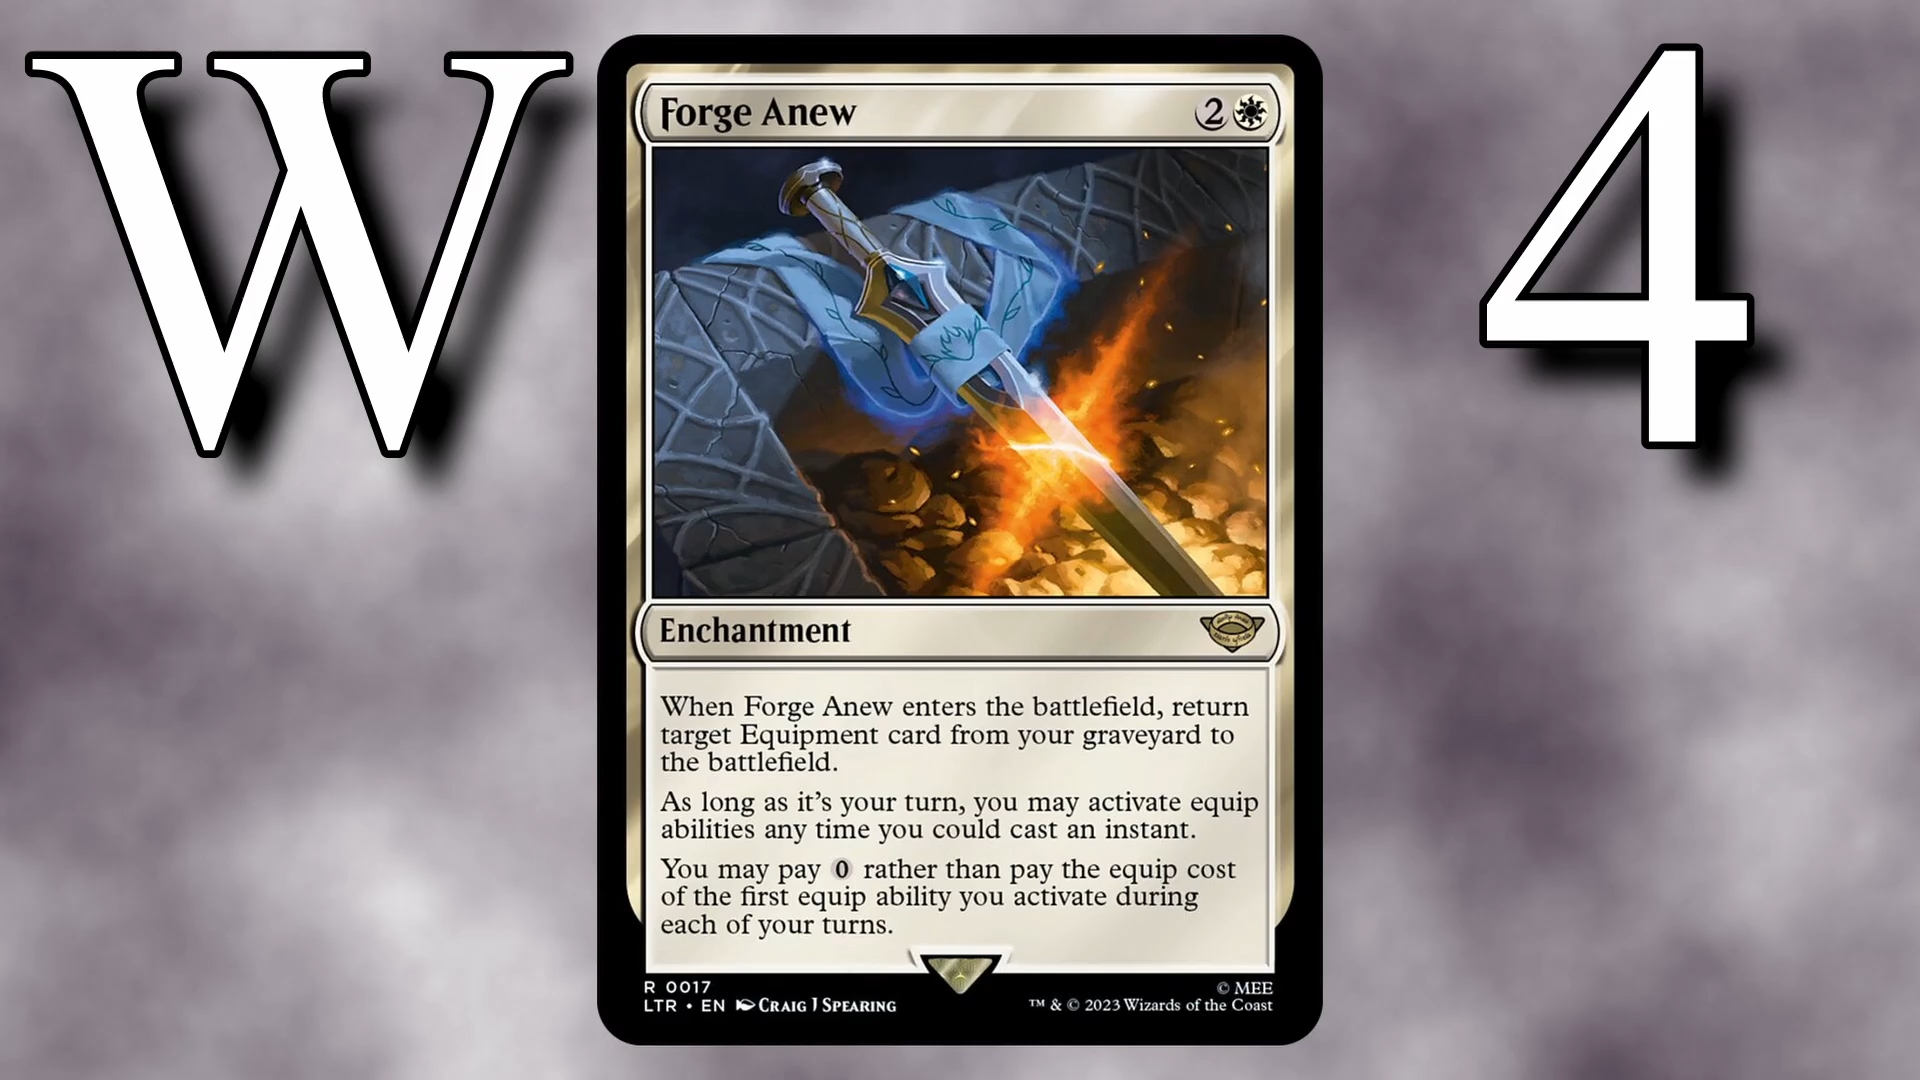 W
4
Forge Anew 2
Enchantment
When Forge Anew enters the battlefield, return
target Equipment card from your graveyard to
the battlefield.
As long as it's your turn, you may activate equip
abilities any time you could cast an instant.
You may pay 0 rather than pay the equip cost
of the first equip ability you activate during
each of your turns.
R 0017
LTR • EN CRAIG J SPEARING
© MEE
™ & © 2023 Wizards of the Coast